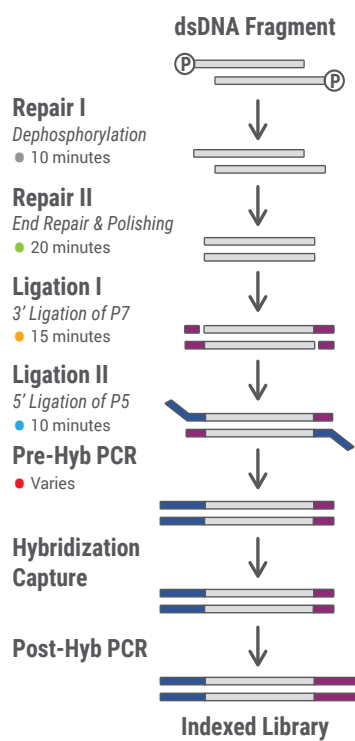 dsDNA Fragment
P
P
Repair I
Dephosphorylation
10 minutes
Repair II
End Repair & Polishing
20 minutes
Ligation I
3' Ligation of P7
15 minutes
Ligation II
5' Ligation of P5
10 minutes
Pre-Hyb PCR
Varies
Hybridization
Capture
Post-Hyb PCR
Indexed Library